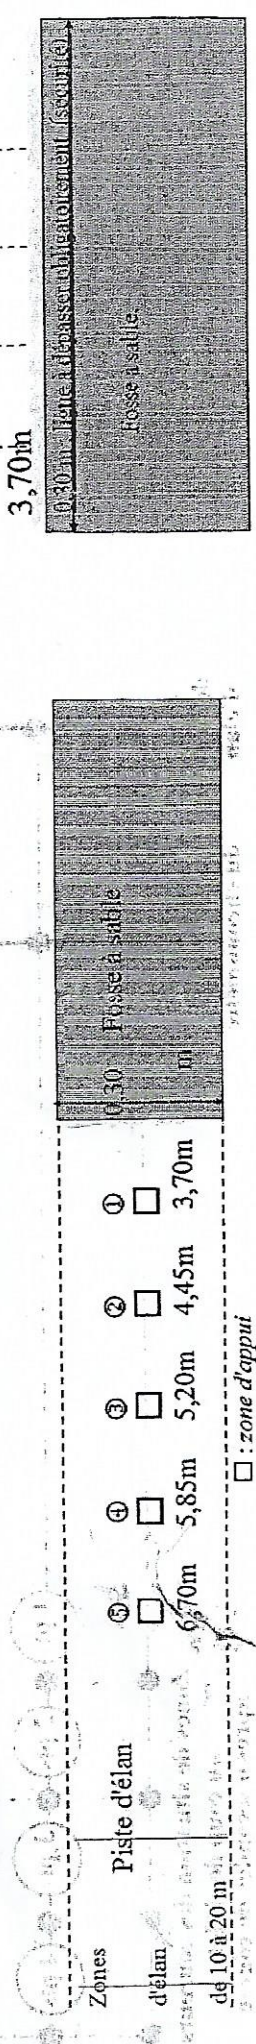 Zones
d'élan
de 10 à 20 m
Piste d'élan
⑤
④
③
②
①
6,70m
5,85m
5,20m
4,45m
3,70m
□ : zone d'appui
0,30
m
Fosse à sable
3,70m
0,30 m : ligne à dépasser obligatoirement (sécurité)
Fosse à sable